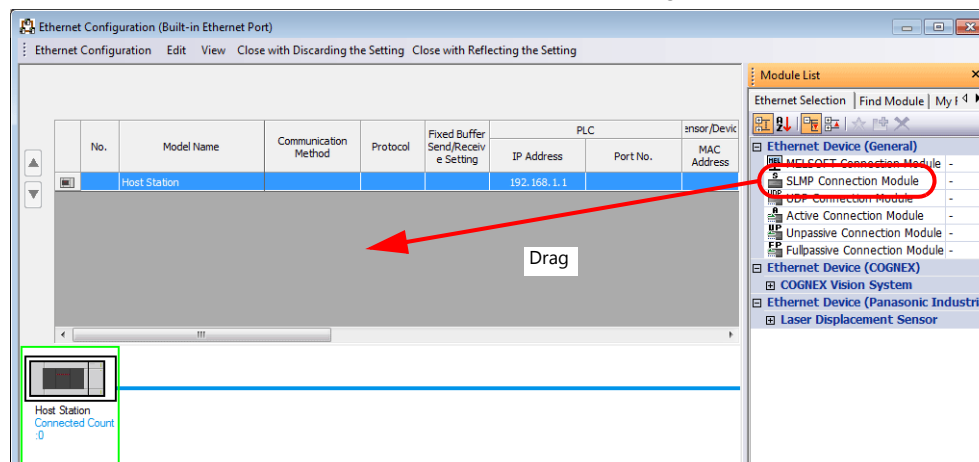 Ethernet Configuration (Built-in Ethernet Port)
Ethernet Configuration Edit View Close with Discarding the Setting Close with Reflecting the Setting
Module List
Ethernet Selection Find Module My F
No. Model Name Communication Method Protocol Fixed Buffer Send/Receiv e Setting PLC IP Address Port No. MAC Address
Host Station 192.168.1.1
Ethernet Device (General)
MELSOFT Connection Module -
SLMP Connection Module -
UDP Connection Module -
Active Connection Module -
Unpassive Connection Module -
Fullpassive Connection Module -
Ethernet Device (COGNEX)
COGNEX Vision System
Ethernet Device (Panasonic Industri
Laser Displacement Sensor
Drag
Host Station
Connected Count
:0